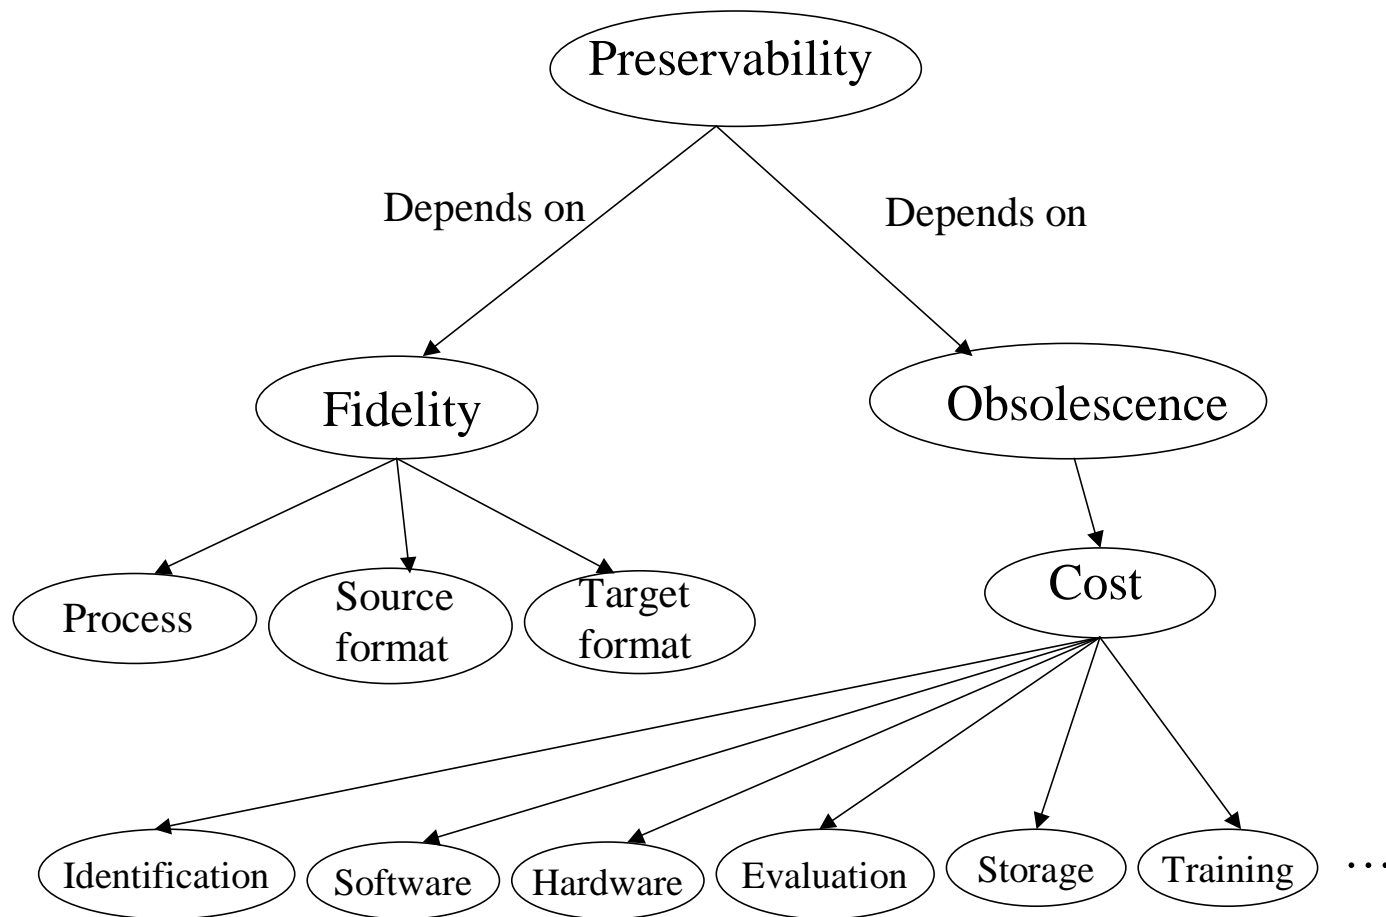 Preservability
Depends on
Depends on
Fidelity
Obsolescence
Process
Source
format
Target
format
Cost
Identification
Software
Hardware
Evaluation
Storage
Training
…